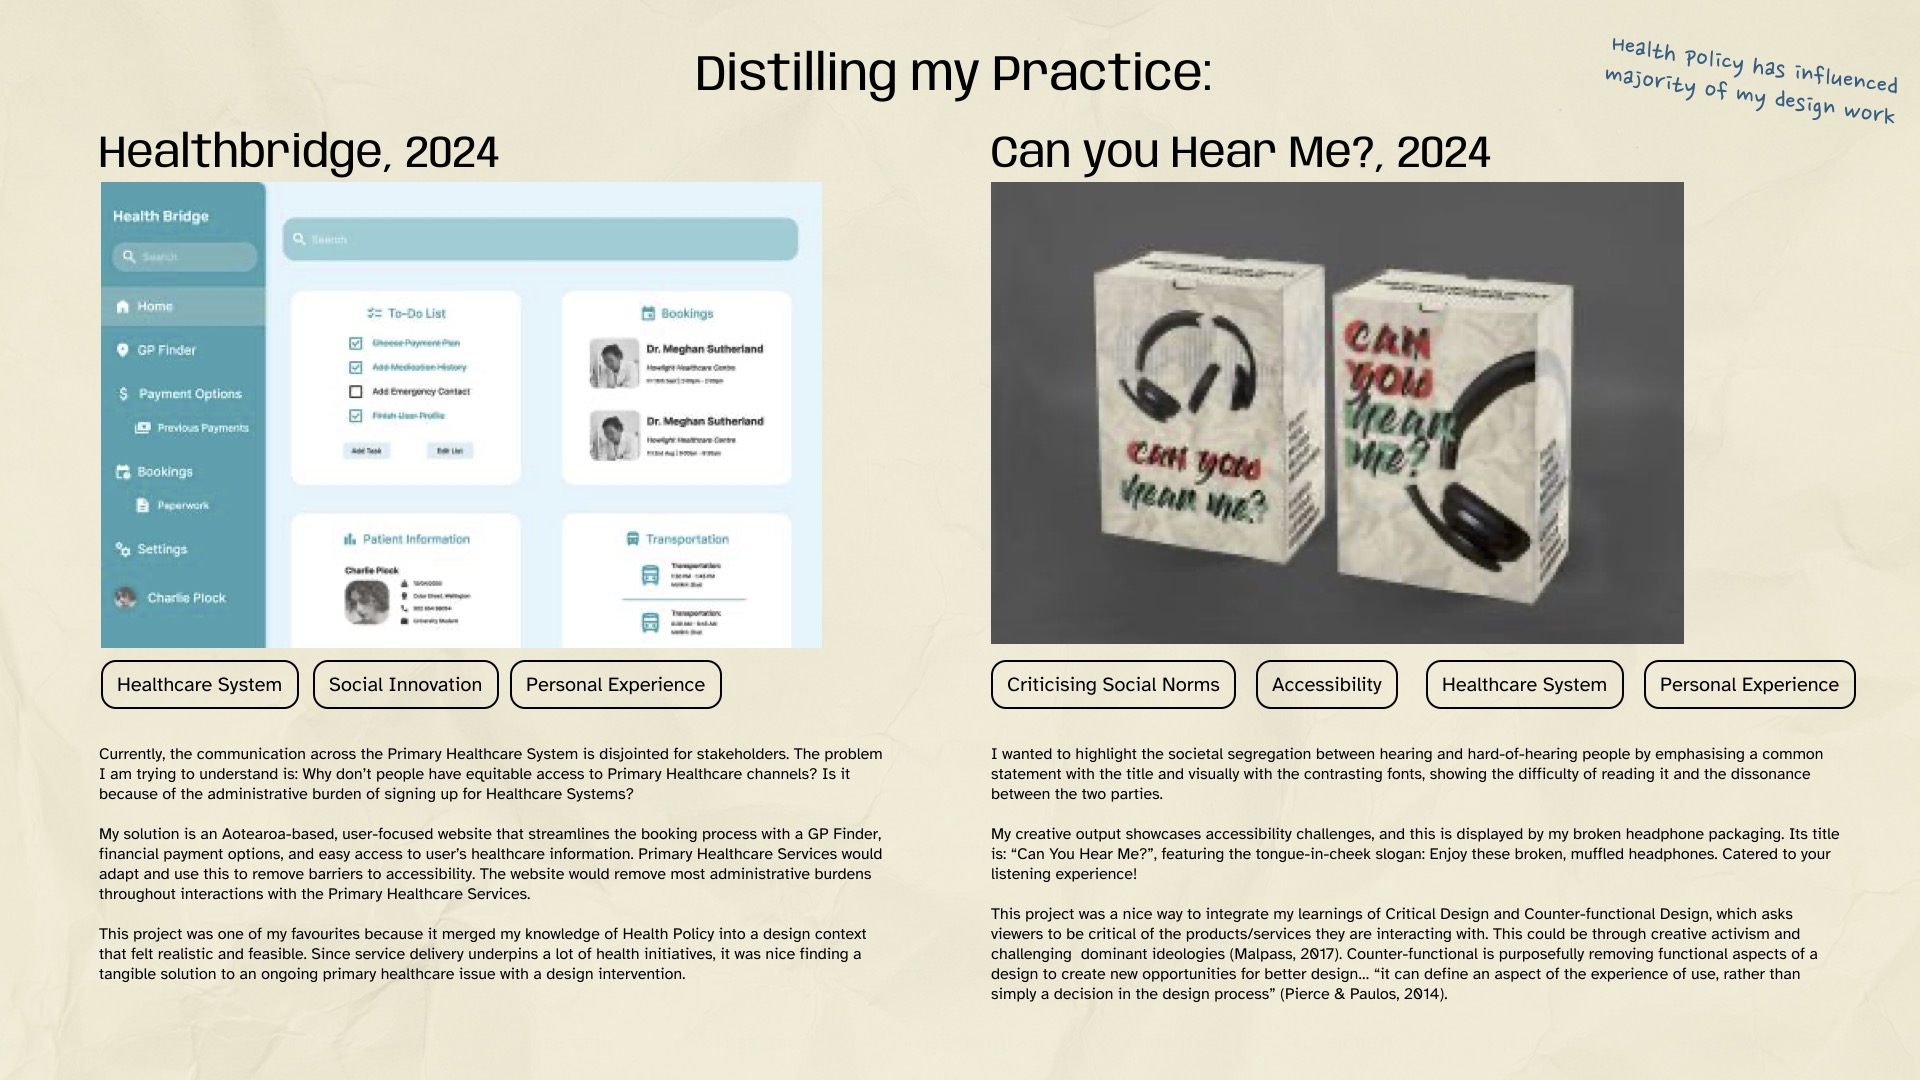 Distilling my Practice:
Health Policy has influenced
majority of my design work
Healthbridge, 2024
Health Bridge
Search
Home
GP Finder
Payment Options
Previous Payments
Bookings
Paperwork
Settings
Charlie Plock
Search
To-Do List
Choose Payment Plan
Add Medication History
Add Emergency Contact
Finish User Profile
Add Task
Edit List
Bookings
Dr. Meghan Sutherland
Dr. Meghan Sutherland
Patient Information
Charlie Plock
University Student
Transportation
Transportation:
Transportation:
Healthcare System
Social Innovation
Personal Experience
Currently, the communication across the Primary Healthcare System is disjointed for stakeholders. The problem
I am trying to understand is: Why don’t people have equitable access to Primary Healthcare channels? Is it
because of the administrative burden of signing up for Healthcare Systems?
My solution is an Aotearoa-based, user-focused website that streamlines the booking process with a GP Finder,
financial payment options, and easy access to user’s healthcare information. Primary Healthcare Services would
adapt and use this to remove barriers to accessibility. The website would remove most administrative burdens
throughout interactions with the Primary Healthcare Services.
This project was one of my favourites because it merged my knowledge of Health Policy into a design context
that felt realistic and feasible. Since service delivery underpins a lot of health initiatives, it was nice finding a
tangible solution to an ongoing primary healthcare issue with a design intervention.
Can you Hear Me?, 2024
CAN YOU
hear me?
CAN
YOU
hear
me?
Criticising Social Norms
Accessibility
Healthcare System
Personal Experience
I wanted to highlight the societal segregation between hearing and hard-of-hearing people by emphasising a common
statement with the title and visually with the contrasting fonts, showing the difficulty of reading it and the dissonance
between the two parties.
My creative output showcases accessibility challenges, and this is displayed by my broken headphone packaging. Its title
is: “Can You Hear Me?”, featuring the tongue-in-cheek slogan: Enjoy these broken, muffled headphones. Catered to your
listening experience!
This project was a nice way to integrate my learnings of Critical Design and Counter-functional Design, which asks
viewers to be critical of the products/services they are interacting with. This could be through creative activism and
challenging  dominant ideologies (Malpass, 2017). Counter-functional is purposefully removing functional aspects of a
design to create new opportunities for better design... “it can define an aspect of the experience of use, rather than
simply a decision in the design process” (Pierce & Paulos, 2014).